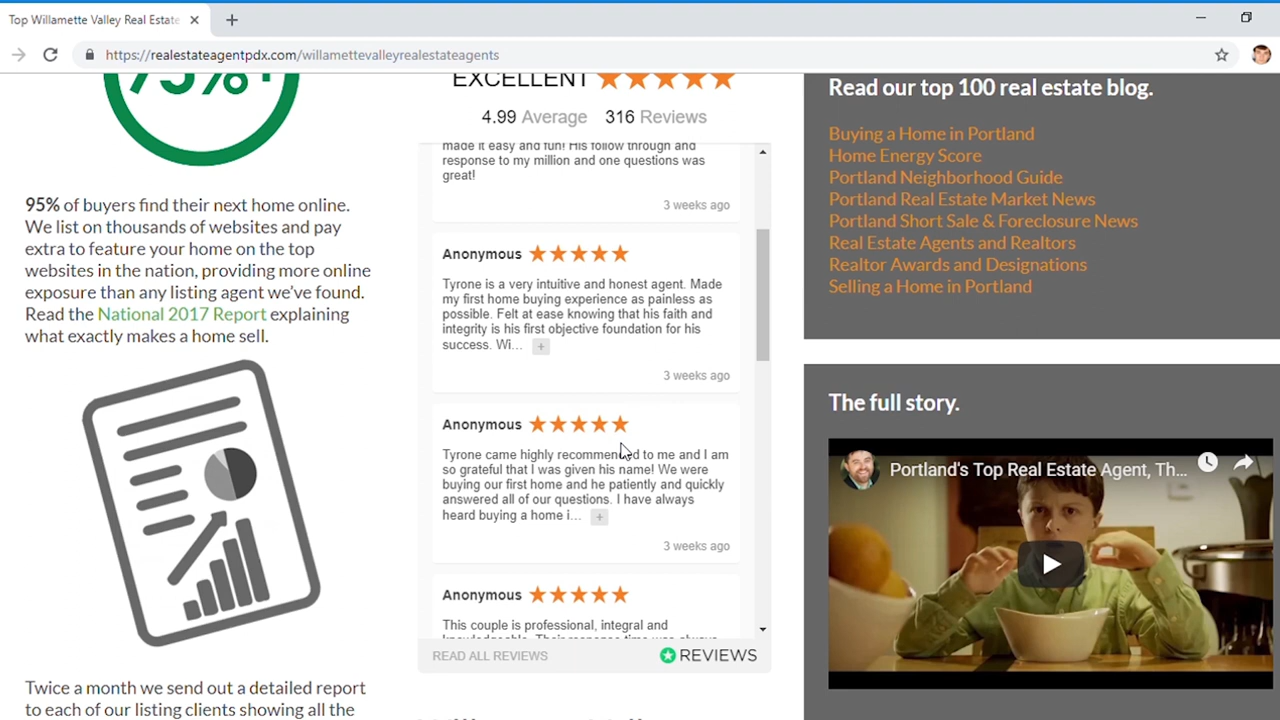 Top Willamette Valley Real Estate
https://realestateagentpdx.com/willamettevalleyrealestateagents
75%+
95% of buyers find their next home online.
We list on thousands of websites and pay
extra to feature your home on the top
websites in the nation, providing more online
exposure than any listing agent we’ve found.
Read the National 2017 Report explaining
what exactly makes a home sell.
Twice a month we send out a detailed report
to each of our listing clients showing all the
EXCELLENT
4.99 Average 316 Reviews
made it easy and fun! His follow through and
response to my million and one questions was
great!
3 weeks ago
Anonymous
Tyrone is a very intuitive and honest agent. Made
my first home buying experience as painless as
possible. Felt at ease knowing that his faith and
integrity is his first objective foundation for his
success. Wi... +
3 weeks ago
Anonymous
Tyrone came highly recommended to me and I am
so grateful that I was given his name! We were
buying our first home and he patiently and quickly
answered all of our questions. I have always
heard buying a home i... +
3 weeks ago
Anonymous
This couple is professional, integral and
knowledgeable. Their response time was always
READ ALL REVIEWS
REVIEWS
Read our top 100 real estate blog.
Buying a Home in Portland
Home Energy Score
Portland Neighborhood Guide
Portland Real Estate Market News
Portland Short Sale & Foreclosure News
Real Estate Agents and Realtors
Realtor Awards and Designations
Selling a Home in Portland
The full story.
Portland's Top Real Estate Agent, Th...